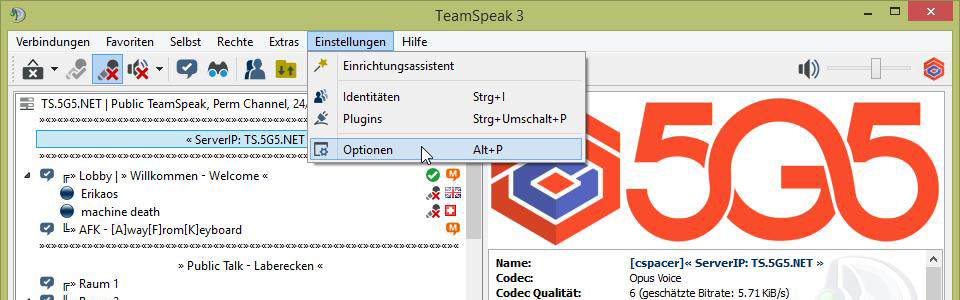 TeamSpeak 3
Verbindungen Favoriten Selbst Rechte Extras Einstellungen Hilfe
Einrichtungsassistent
Identitäten Strg+I
Plugins Strg+Umschalt+P
Optionen Alt+P
TS.5G5.NET | Public TeamSpeak, Perm Channel, 24/
« ServerIP: TS.5G5.NET
╔» Lobby | » Willkommen - Welcome «
Erikaos
machine death
╚» AFK - [A]way[F]rom[K]eyboard
» Public Talk - Laberecken «
╔» Raum 1
5G5
Name: [cspacer]« ServerIP: TS.5G5.NET »
Codec: Opus Voice
Codec Qualität: 6 (geschätzte Bitrate: 5.71 KiB/s)